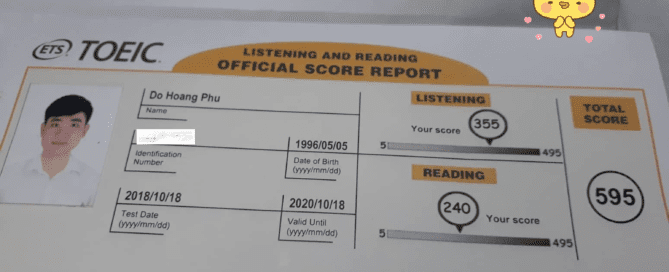 ETS TOEIC.
LISTENING AND READING
OFFICIAL SCORE REPORT
Do Hoang Phu
Name
Identification
Number
1996/05/05
Date of Birth
(yyyy/mm/dd)
2018/10/18
Test Date
(yyyy/mm/dd)
2020/10/18
Valid Until
(yyyy/mm/dd)
LISTENING
Your score
355
5
495
READING
240
Your score
5
495
TOTAL
SCORE
595